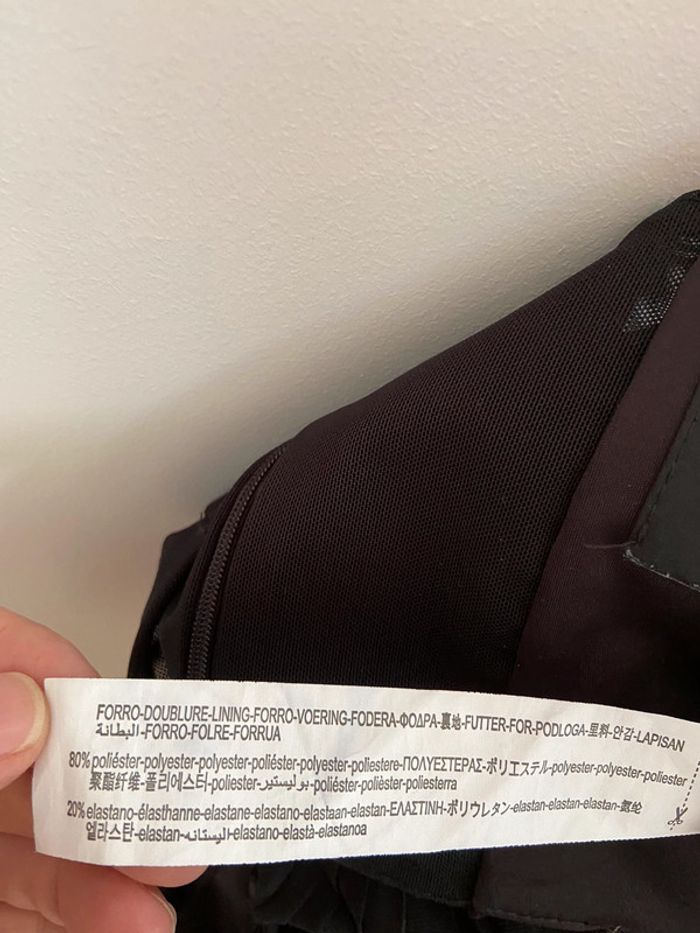 FORRO-DOUBLURE-LINING-FORRO-VOERING-FODERA-ΦΟΔΡΑ-裏地-FUTTER-FOR-PODLOGA-里料-안감-LAPISAN
البطانة-FORRO-FOLRE-FORRUA
80% poliéster-polyester-polyester-poliéster-polyester-poliestere-ΠΟΛΥΕΣΤΕΡΑΣ-ポリエステル-polyester-polyester-poliester
聚酯纤维-폴리에스터-poliester-بوليستير-poliéster-polièster-poliesterra
20% elastano-élasthanne-elastane-elastano-elastaan-elastan-ΕΛΑΣΤΙΝΗ-ポリウレタン-elastan-elastan-elastan-氨纶
엘라스탄-elastan-اليستانه-elastano-elastà-elastanoa